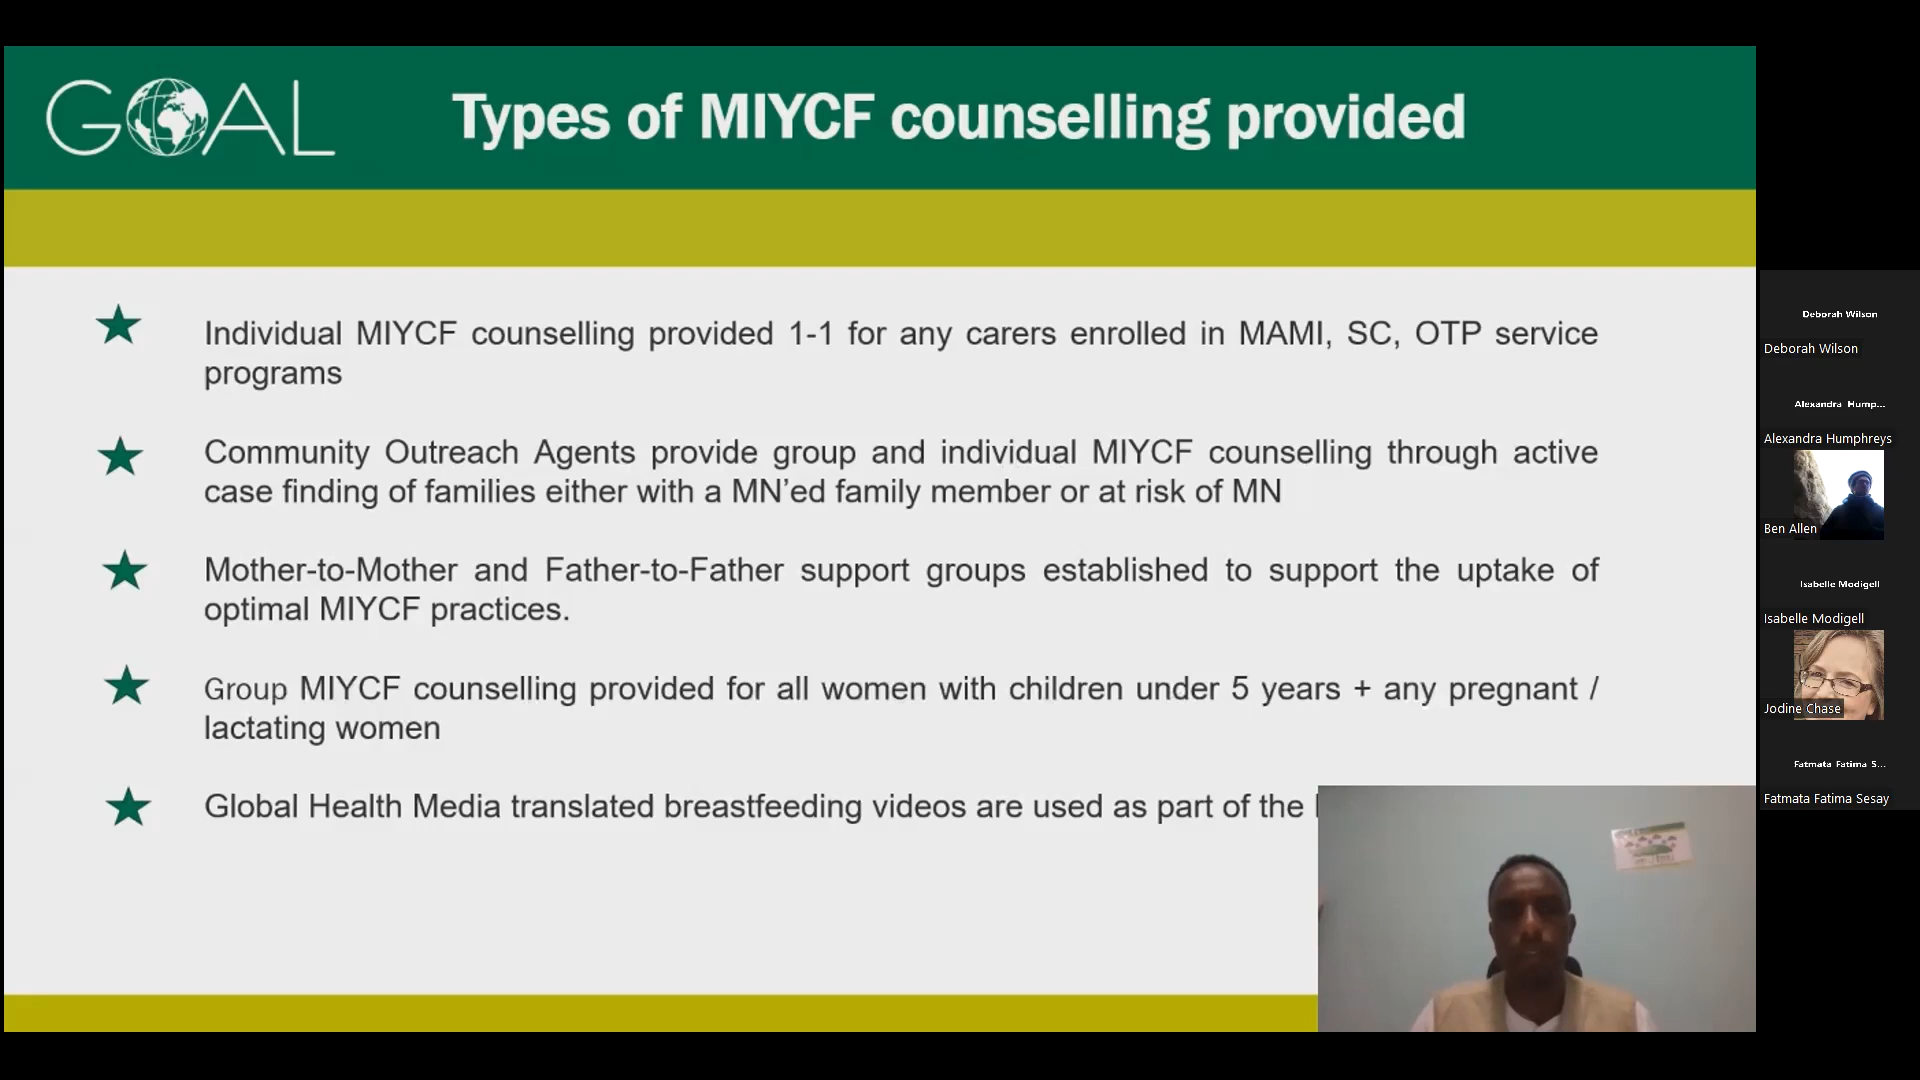 GOAL
Types of MIYCF counselling provided
Individual MIYCF counselling provided 1-1 for any carers enrolled in MAMI, SC, OTP service
programs
Community Outreach Agents provide group and individual MIYCF counselling through active
case finding of families either with a MN’ed family member or at risk of MN
Mother-to-Mother and Father-to-Father support groups established to support the uptake of
optimal MIYCF practices.
Group MIYCF counselling provided for all women with children under 5 years + any pregnant /
lactating women
Global Health Media translated breastfeeding videos are used as part of the
Deborah Wilson
Deborah Wilson
Alexandra Hump...
Alexandra Humphreys
Ben Allen
Isabelle Modigell
Isabelle Modigell
Jodine Chase
Fatmata Fatima S...
Fatmata Fatima Sesay